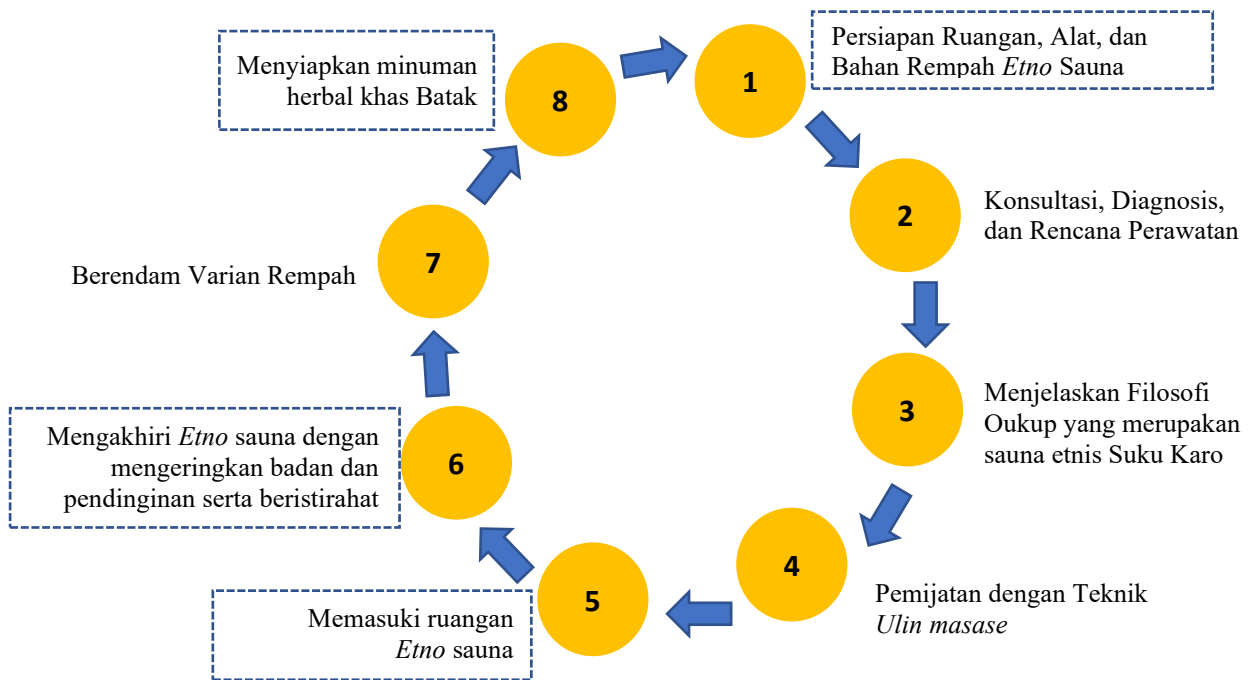 1
Persiapan Ruangan, Alat, dan
Bahan Rempah Etno Sauna
2
Konsultasi, Diagnosis,
dan Rencana Perawatan
3
Menjelaskan Filosofi
Oukup yang merupakan
sauna etnis Suku Karo
4
Pemijatan dengan Teknik
Ulin masase
5
Memasuki ruangan
Etno sauna
6
Mengakhiri Etno sauna dengan
mengeringkan badan dan
pendinginan serta beristirahat
7
Berendam Varian Rempah
8
Menyiapkan minuman
herbal khas Batak